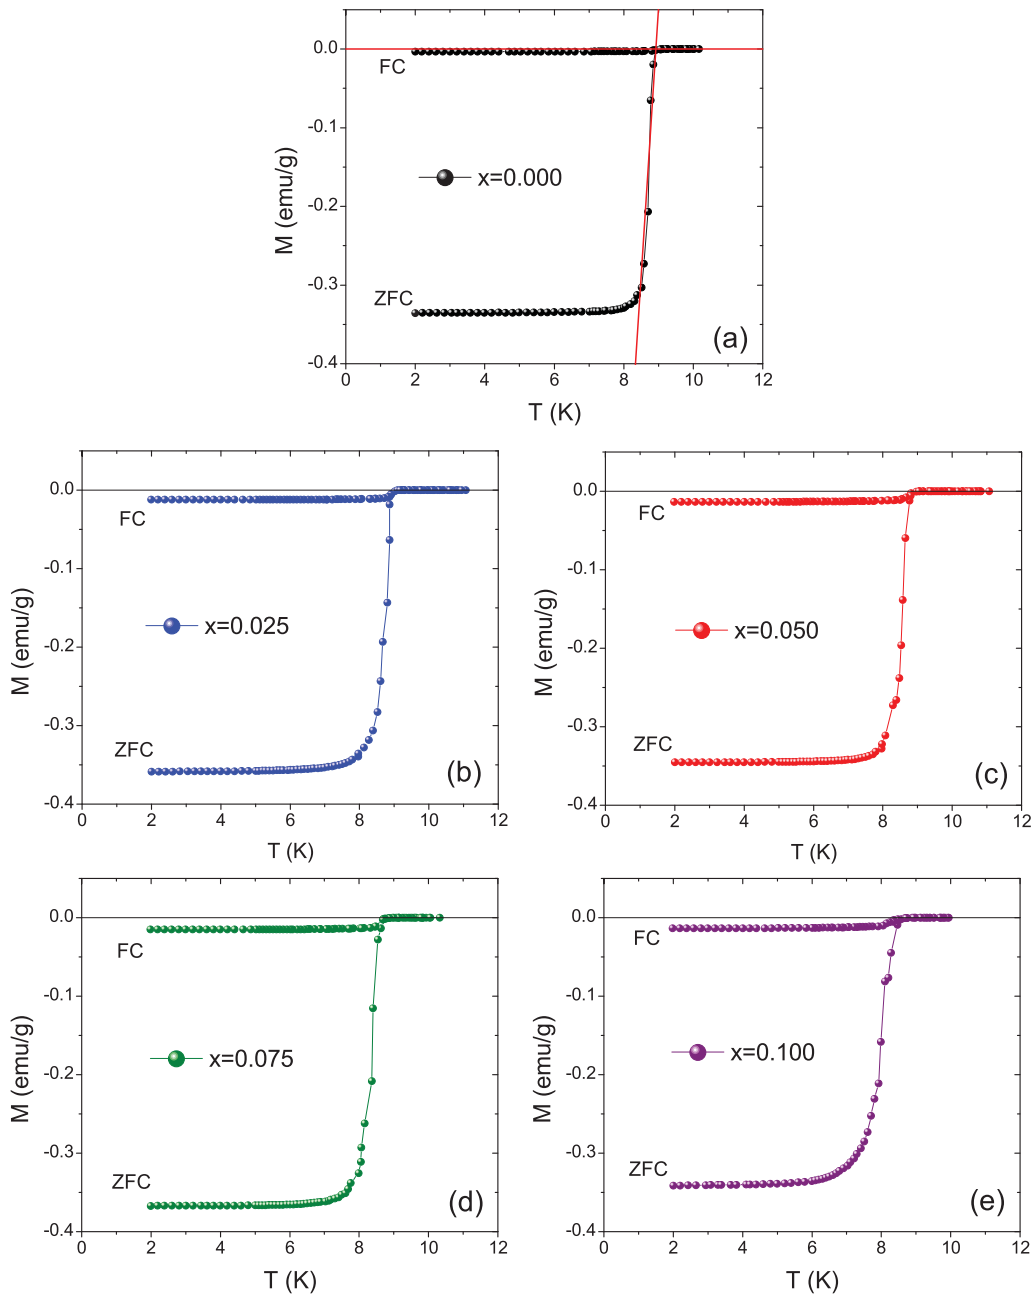 0.0
-0.1
-0.2
-0.3
-0.4
M (emu/g)
FC
x=0.000
ZFC
(a)
0 2 4 6 8 10 12
T (K)
0.0
-0.1
-0.2
-0.3
-0.4
M (emu/g)
FC
x=0.025
ZFC
(b)
0 2 4 6 8 10 12
T (K)
0.0
-0.1
-0.2
-0.3
-0.4
M (emu/g)
FC
x=0.050
ZFC
(c)
0 2 4 6 8 10 12
T (K)
0.0
-0.1
-0.2
-0.3
-0.4
M (emu/g)
FC
x=0.075
ZFC
(d)
0 2 4 6 8 10 12
T (K)
0.0
-0.1
-0.2
-0.3
-0.4
M (emu/g)
FC
x=0.100
ZFC
(e)
0 2 4 6 8 10 12
T (K)